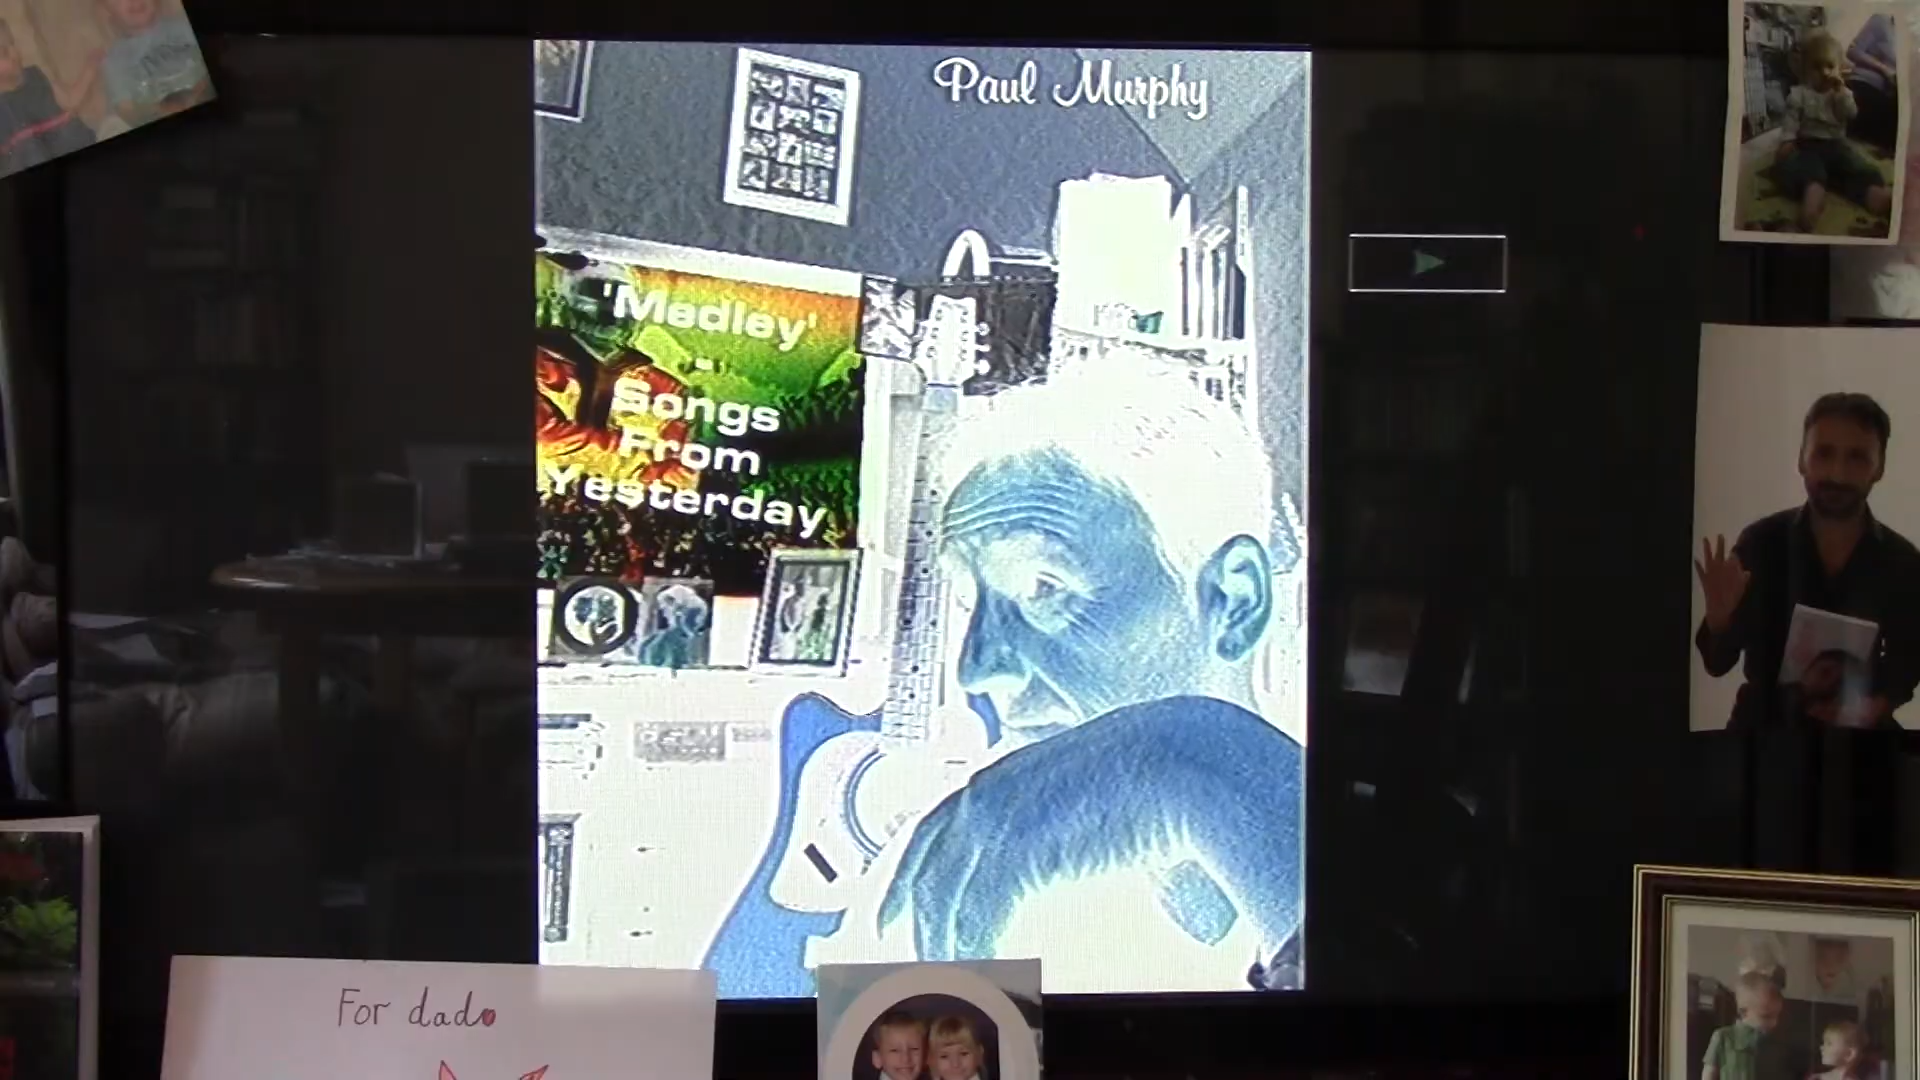 Paul Murphy
'Medley'
-
Songs
From
Yesterday
For dad